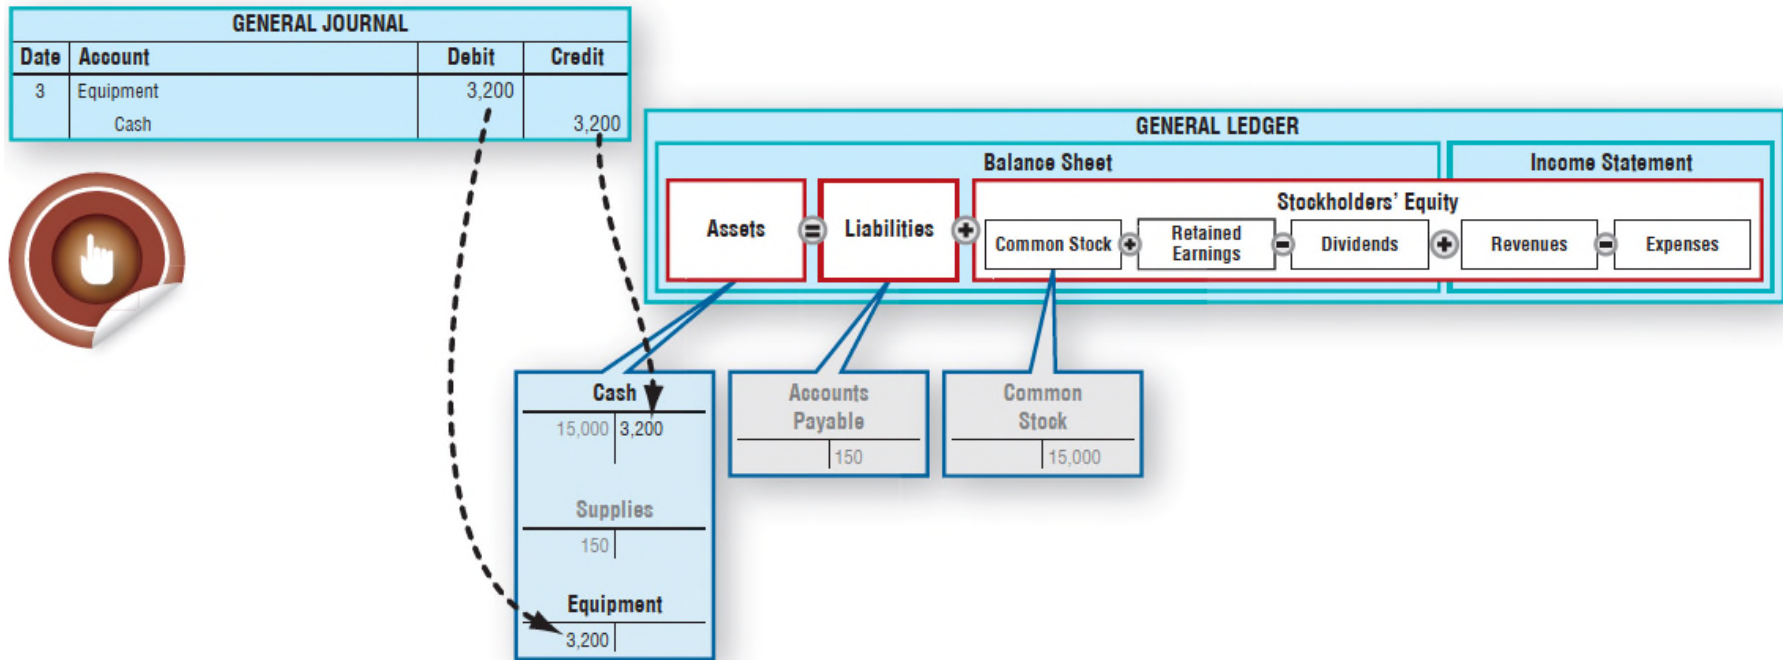 GENERAL JOURNAL
Date Account Debit Credit
3 Equipment 3,200
Cash 3,200
GENERAL LEDGER
Balance Sheet Income Statement
Stockholders' Equity
Assets = Liabilities + Common Stock + Retained Earnings - Dividends + Revenues - Expenses
Cash
15,000 3,200
Supplies
150
Equipment
3,200
Accounts
Payable
150
Common
Stock
15,000